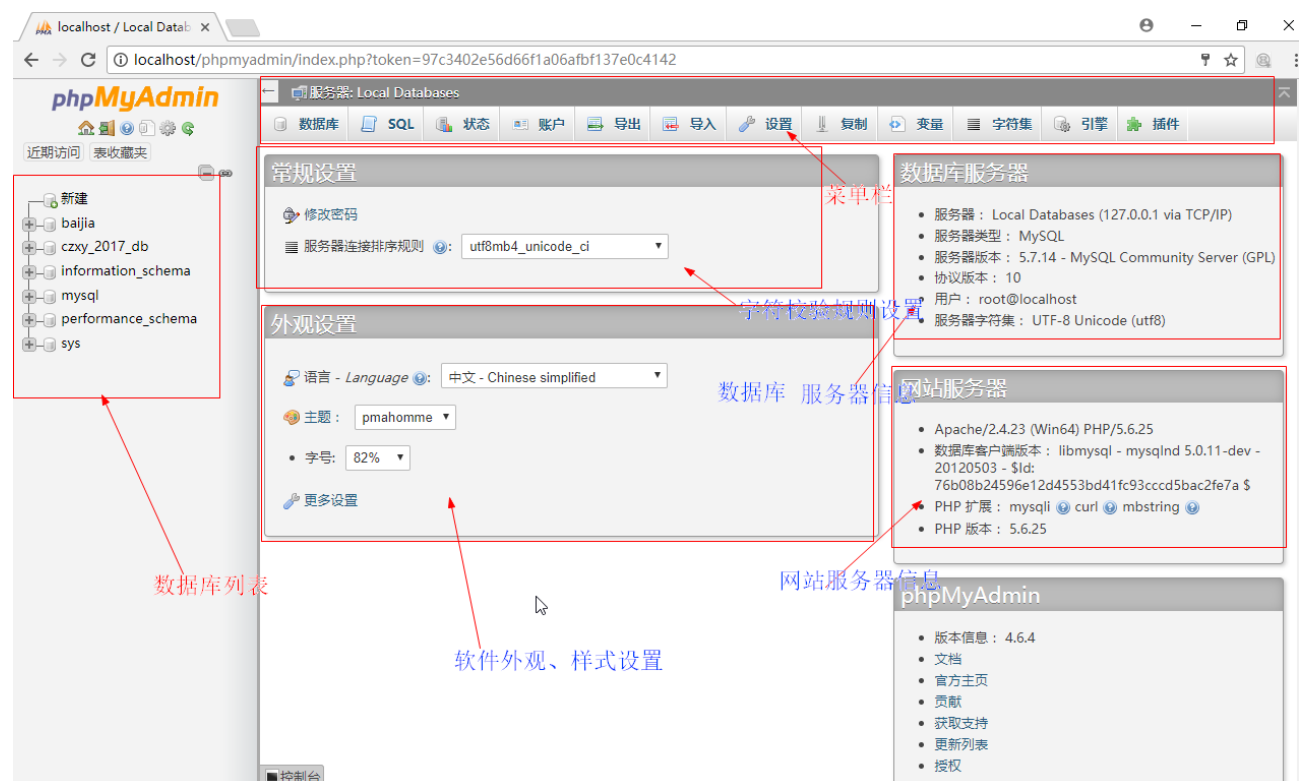 localhost / Local Datab
localhost/phpmyadmin/index.php?token=97c3402e56d66f1a06afbf137e0c4142
phpMyAdmin
近期访问 表收藏夹
新建
baijia
czxy_2017_db
information_schema
mysql
performance_schema
sys
数据库列表
服务器: Local Databases
数据库 SQL 状态 账户 导出 导入 设置 复制 变量 字符集 引擎 插件
菜单栏
常规设置
修改密码
服务器连接排序规则 : utf8mb4_unicode_ci
字符校验规则设置
外观设置
语言 - Language : 中文 - Chinese simplified
主题： pmahomme
字号: 82%
更多设置
软件外观、样式设置
数据库服务器
服务器： Local Databases (127.0.0.1 via TCP/IP)
服务器类型： MySQL
服务器版本： 5.7.14 - MySQL Community Server (GPL)
协议版本： 10
用户： root@localhost
服务器字符集： UTF-8 Unicode (utf8)
数据库 服务器信息
网站服务器
Apache/2.4.23 (Win64) PHP/5.6.25
数据库客户端版本： libmysql - mysqlnd 5.0.11-dev -
20120503 - $Id:
76b08b24596e12d4553bd41fc93cccd5bac2fe7a $
PHP 扩展： mysqli curl mbstring
PHP 版本： 5.6.25
网站服务器信息
phpMyAdmin
版本信息： 4.6.4
文档
官方主页
贡献
获取支持
更新列表
授权
控制台